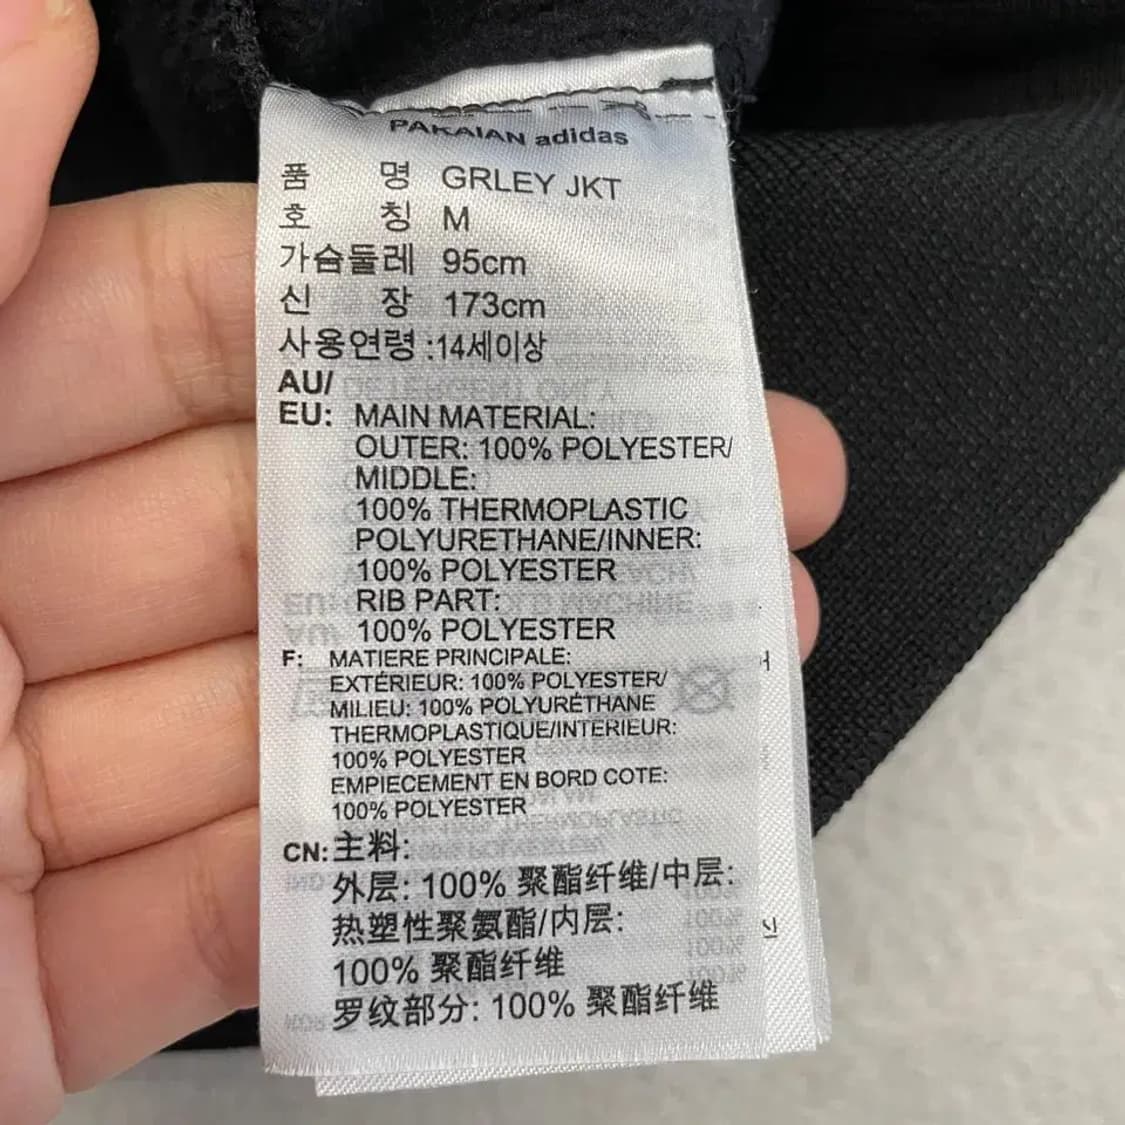 PAKAIAN adidas
품 명 GRLEY JKT
호 칭 M
가슴둘레 95cm
신 장 173cm
사용연령 :14세이상
AU/
EU: MAIN MATERIAL:
OUTER: 100% POLYESTER/
MIDDLE:
100% THERMOPLASTIC
POLYURETHANE/INNER:
100% POLYESTER
RIB PART:
100% POLYESTER
F: MATIERE PRINCIPALE:
EXTÉRIEUR: 100% POLYESTER/
MILIEU: 100% POLYURÉTHANE
THERMOPLASTIQUE/INTERIEUR:
100% POLYESTER
EMPIECEMENT EN BORD COTE:
100% POLYESTER
CN: 主料:
外层: 100% 聚酯纤维/中层:
热塑性聚氨酯/内层:
100% 聚酯纤维
罗纹部分: 100% 聚酯纤维